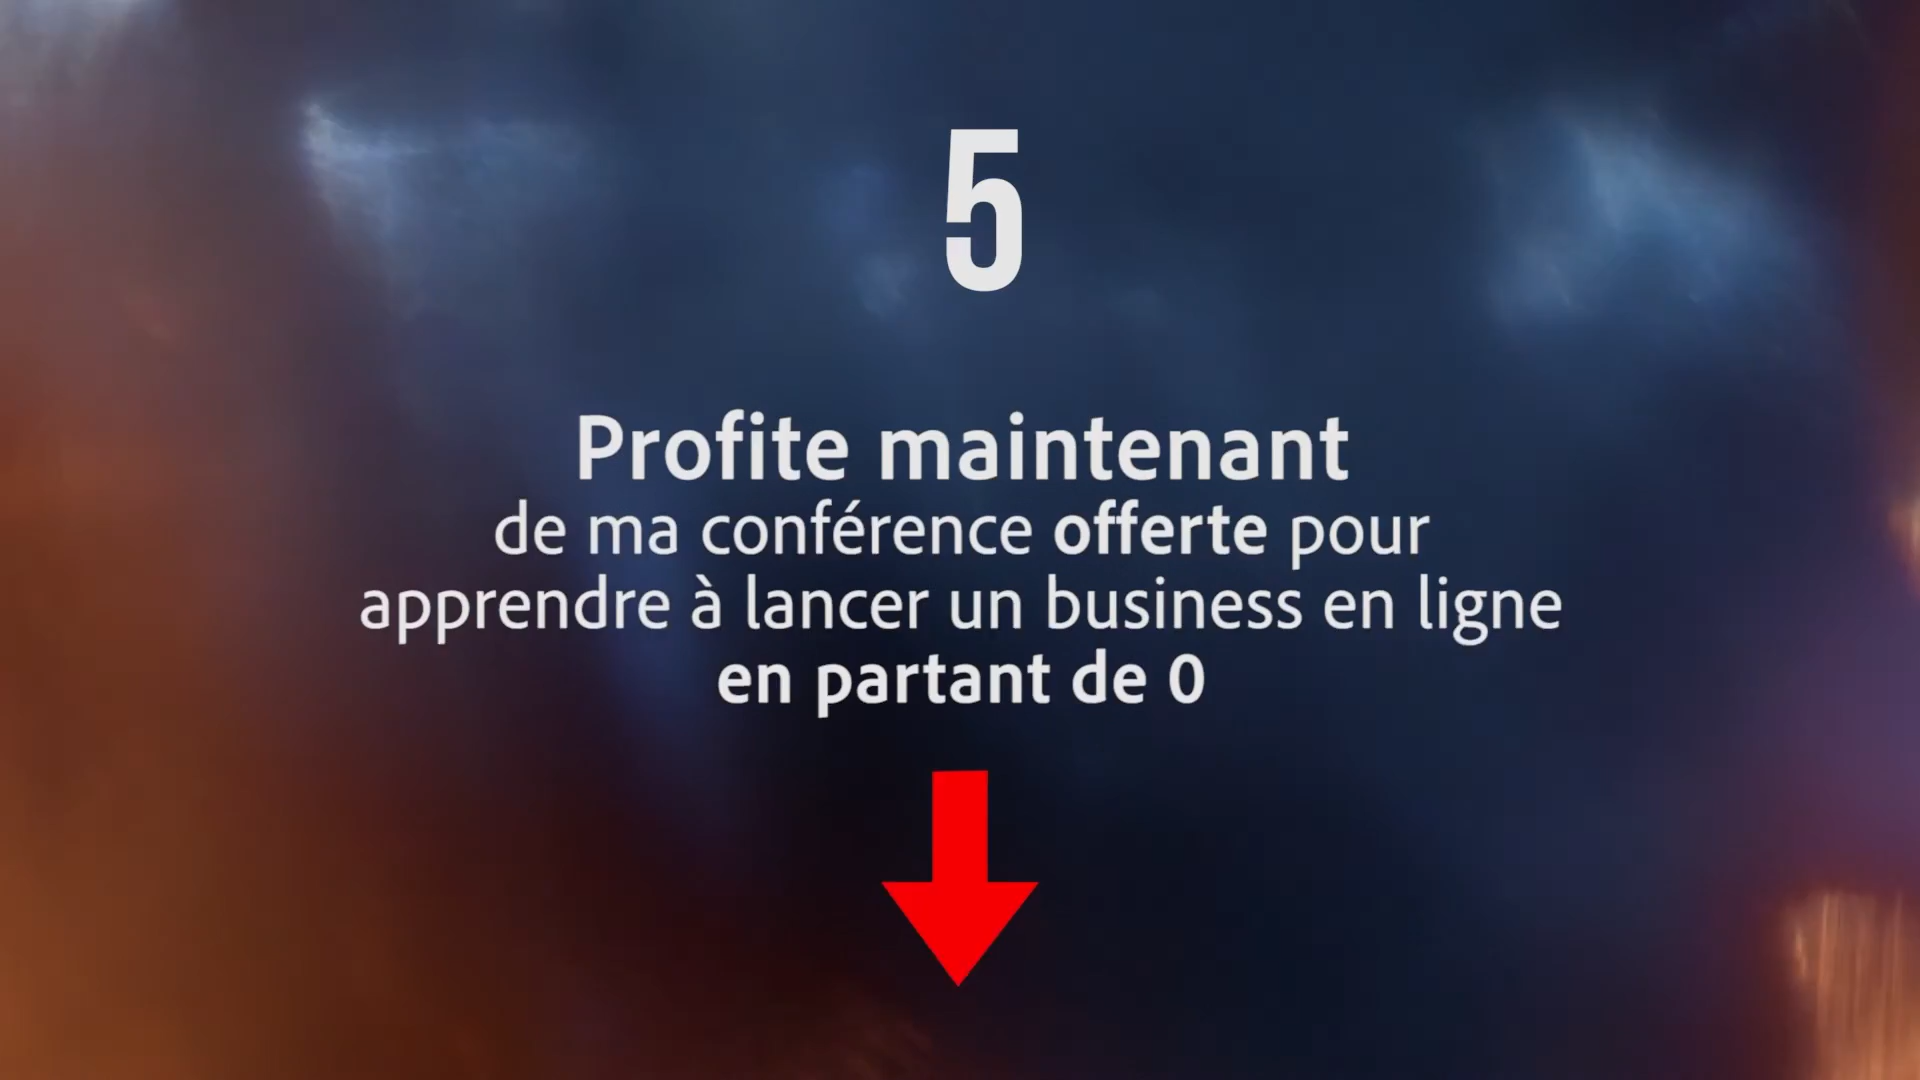 5
Profite maintenant
de ma conférence offerte pour
apprendre à lancer un business en ligne
en partant de 0